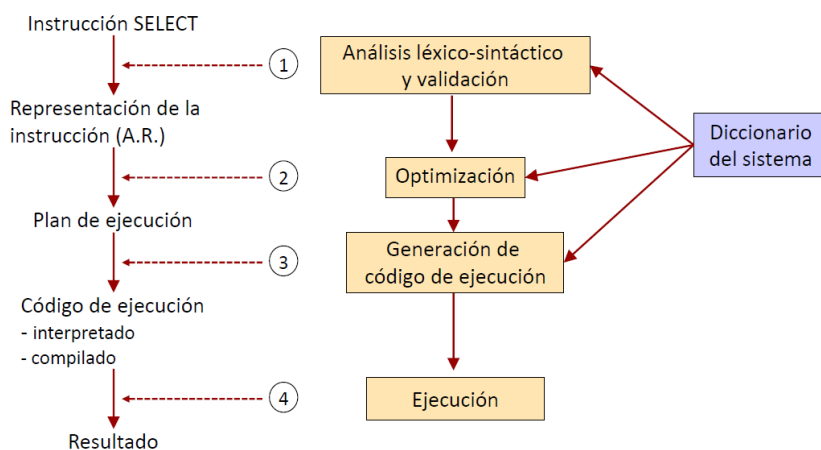 Instrucción SELECT
1
Análisis léxico-sintáctico
y validación
Representación de la
instrucción (A.R.)
Diccionario
del sistema
2
Optimización
Plan de ejecución
3
Generación de
código de ejecución
Código de ejecución
- interpretado
- compilado
4
Ejecución
Resultado